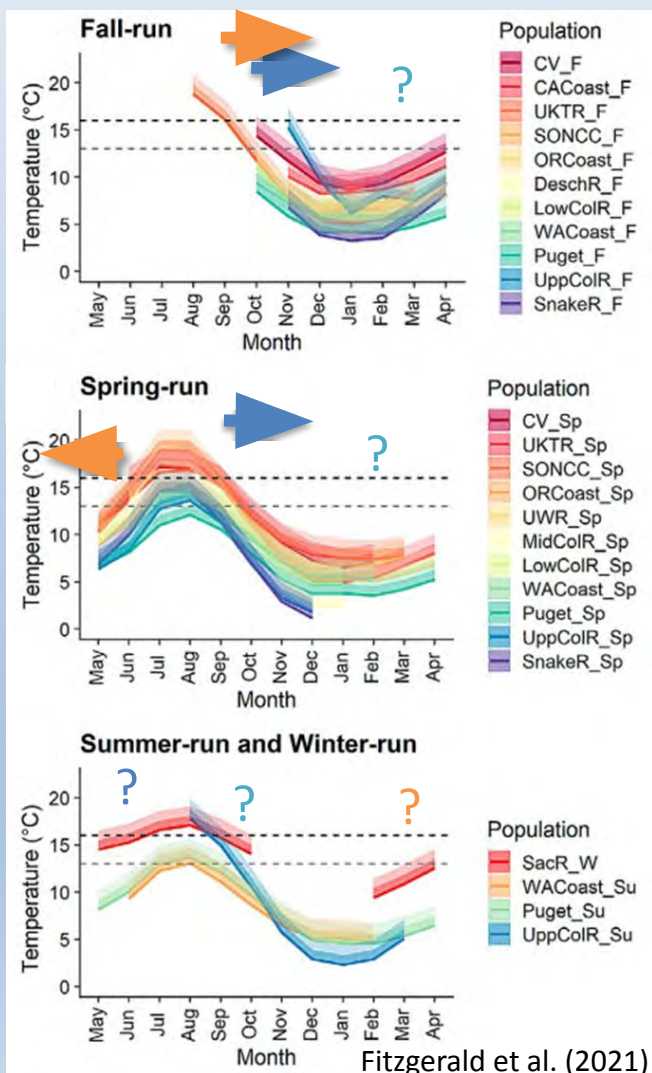 Fall-run
?
Temperature (°C)
20
15
10
5
0
May
Jun
Jul
Aug
Sep
Oct
Nov
Dec
Jan
Feb
Mar
Apr
Month
Population
CV_F
CACoast_F
UKTR_F
SONCC_F
ORCoast_F
DeschR_F
LowColR_F
WACoast_F
Puget_F
UppColR_F
SnakeR_F
Spring-run
?
Temperature (°C)
20
15
10
5
0
May
Jun
Jul
Aug
Sep
Oct
Nov
Dec
Jan
Feb
Mar
Apr
Month
Population
CV_Sp
UKTR_Sp
SONCC_Sp
ORCoast_Sp
UWR_Sp
MidColR_Sp
LowColR_Sp
WACoast_Sp
Puget_Sp
UppColR_Sp
SnakeR_Sp
Summer-run and Winter-run
? ? ?
Temperature (°C)
20
15
10
5
0
May
Jun
Jul
Aug
Sep
Oct
Nov
Dec
Jan
Feb
Mar
Apr
Month
Population
SacR_W
WACoast_Su
Puget_Su
UppColR_Su
Fitzgerald et al. (2021)